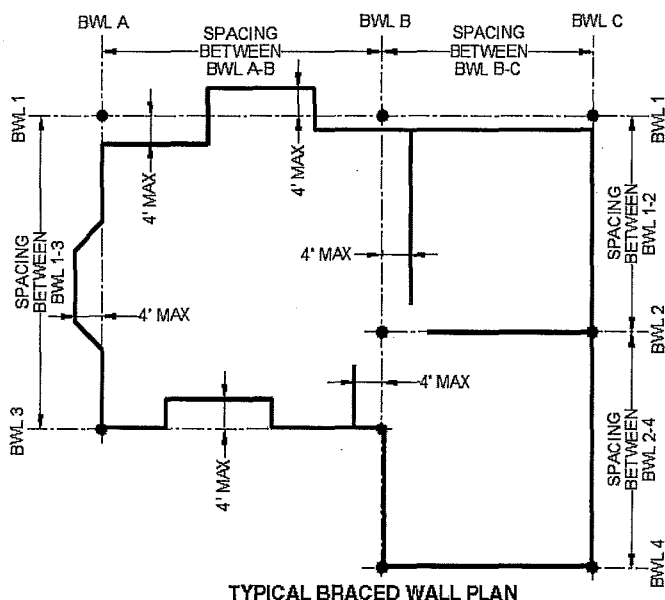 BWL A
BWL B
BWL C
SPACING
BETWEEN
BWL A-B
SPACING
BETWEEN
BWL B-C
BWL 1
BWL 1
4' MAX
4' MAX
SPACING
BETWEEN
BWL 1-3
SPACING
BETWEEN
BWL 1-2
4' MAX
4' MAX
BWL 2
4' MAX
BWL 3
4' MAX
SPACING
BETWEEN
BWL 2-4
BWL 4
TYPICAL BRACED WALL PLAN